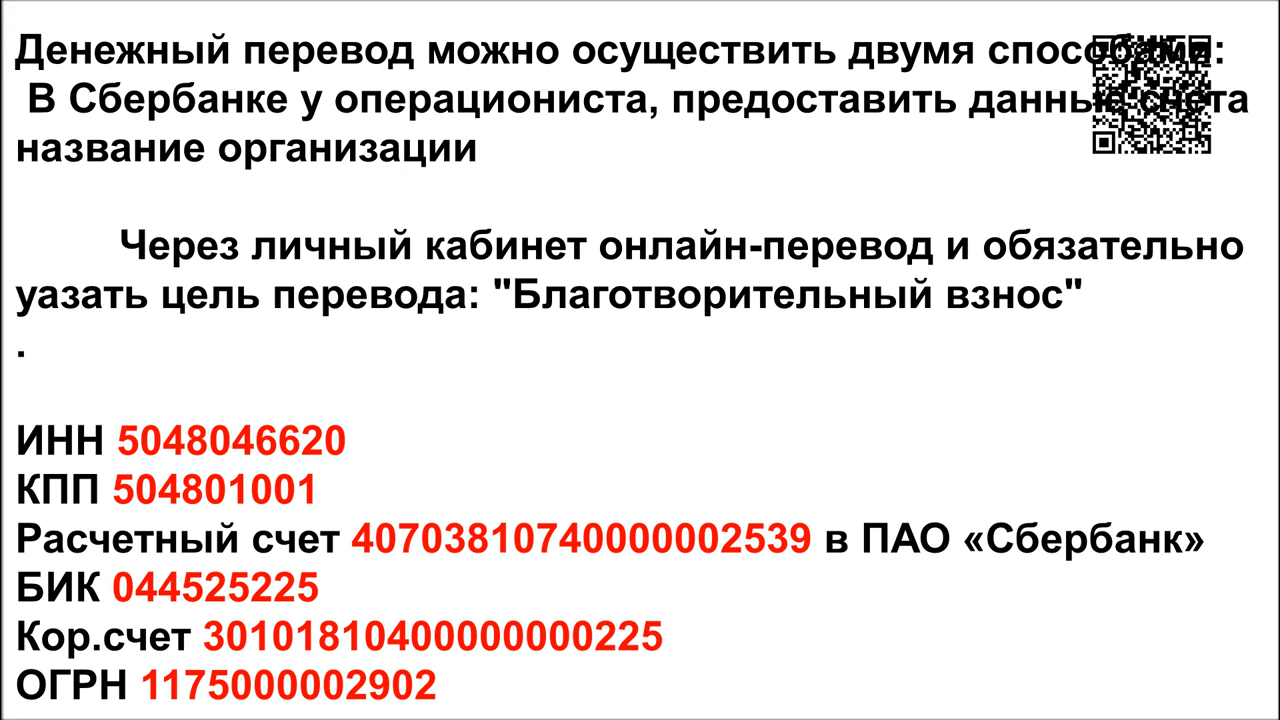 Денежный перевод можно осуществить двумя способами:
В Сбербанке у операциониста, предоставить данные счета
название организации
Через личный кабинет онлайн-перевод и обязательно
уазать цель перевода: "Благотворительный взнос"
.
ИНН 5048046620
КПП 504801001
Расчетный счет 40703810740000002539 в ПАО «Сбербанк»
БИК 044525225
Кор.счет 30101810400000000225
ОГРН 1175000002902